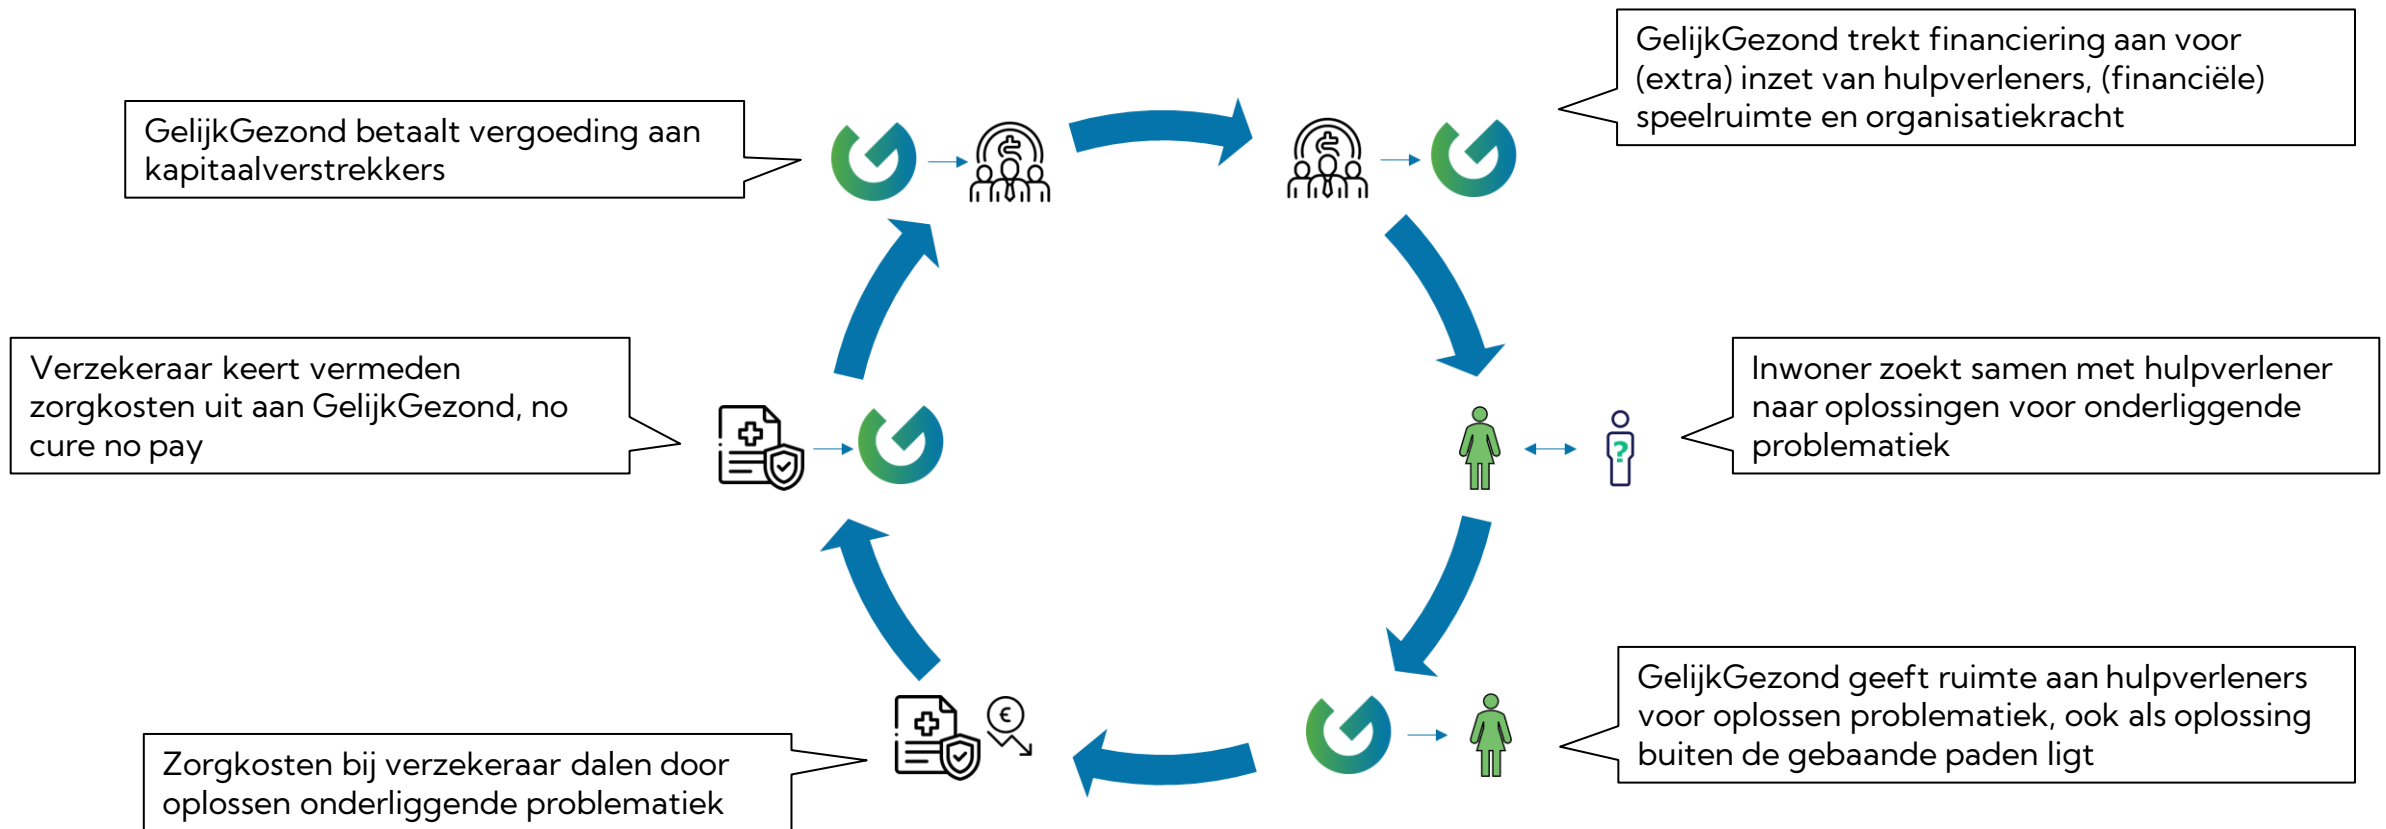 GelijkGezond trekt financiering aan voor
(extra) inzet van hulpverleners, (financiële)
speelruimte en organisatiekracht
GelijkGezond betaalt vergoeding aan
kapitaalverstrekkers
Verzekeraar keert vermeden
zorgkosten uit aan GelijkGezond, no
cure no pay
Inwoner zoekt samen met hulpverlener
naar oplossingen voor onderliggende
problematiek
?
GelijkGezond geeft ruimte aan hulpverleners
voor oplossen problematiek, ook als oplossing
buiten de gebaande paden ligt
€
Zorgkosten bij verzekeraar dalen door
oplossen onderliggende problematiek